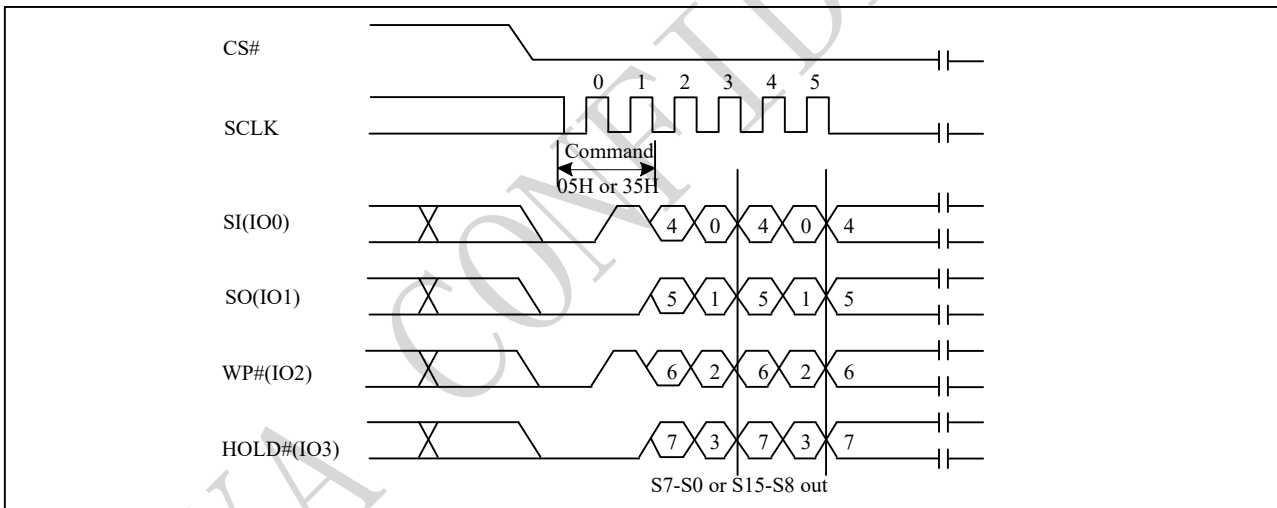 CS#
0 1 2 3 4 5
SCLK
Command
05H or 35H
SI(IO0)
4 0 4 0 4
SO(IO1)
5 1 5 1 5
WP#(IO2)
6 2 6 2 6
HOLD#(IO3)
7 3 7 3 7
S7-S0 or S15-S8 out
YA CONFID